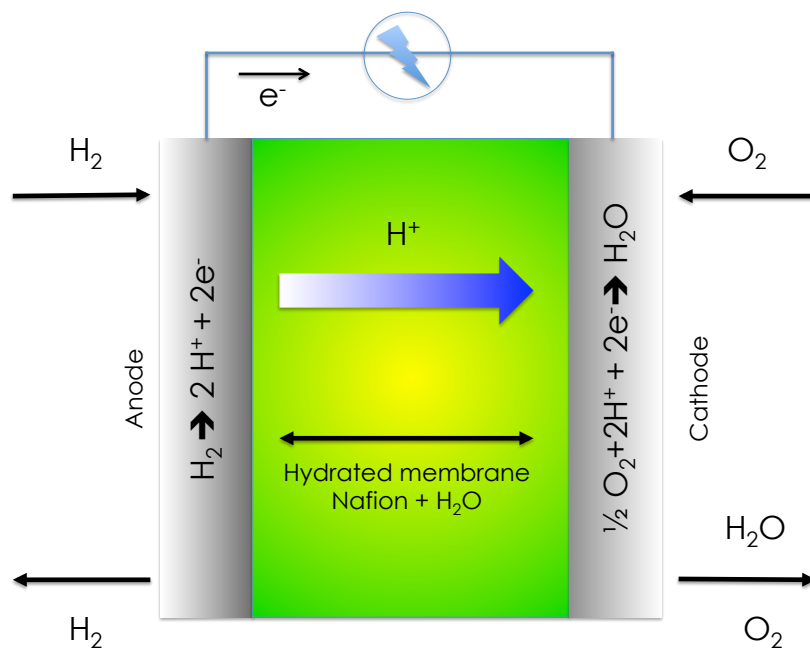 e⁻
H₂
O₂
H⁺
Anode
H₂ ➔ 2 H⁺ + 2e⁻
½ O₂+2H⁺ + 2e⁻➔ H₂O
Cathode
Hydrated membrane
Nafion + H₂O
H₂O
H₂
O₂